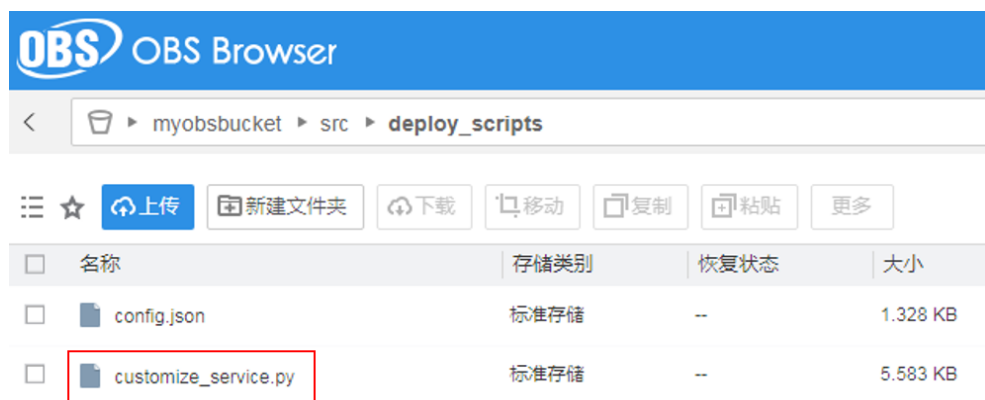 OBS OBS Browser
myobsbucket src deploy_scripts
上传 新建文件夹 下载 移动 复制 粘贴 更多
名称 存储类别 恢复状态 大小
config.json 标准存储 -- 1.328 KB
customize_service.py 标准存储 -- 5.583 KB